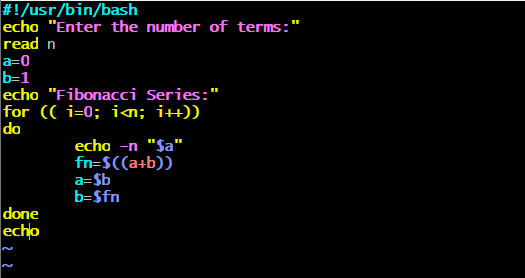 #!/usr/bin/bash
echo "Enter the number of terms:"
read n
a=0
b=1
echo "Fibonacci Series:"
for (( i=0; i<n; i++))
do
        echo -n "$a"
        fn=$((a+b))
        a=$b
        b=$fn
done
echo
~
~